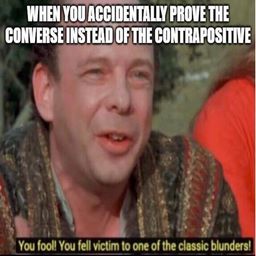 WHEN YOU ACCIDENTALLY PROVE THE
CONVERSE INSTEAD OF THE CONTRAPOSITIVE
You fool! You fell victim to one of the classic blunders!